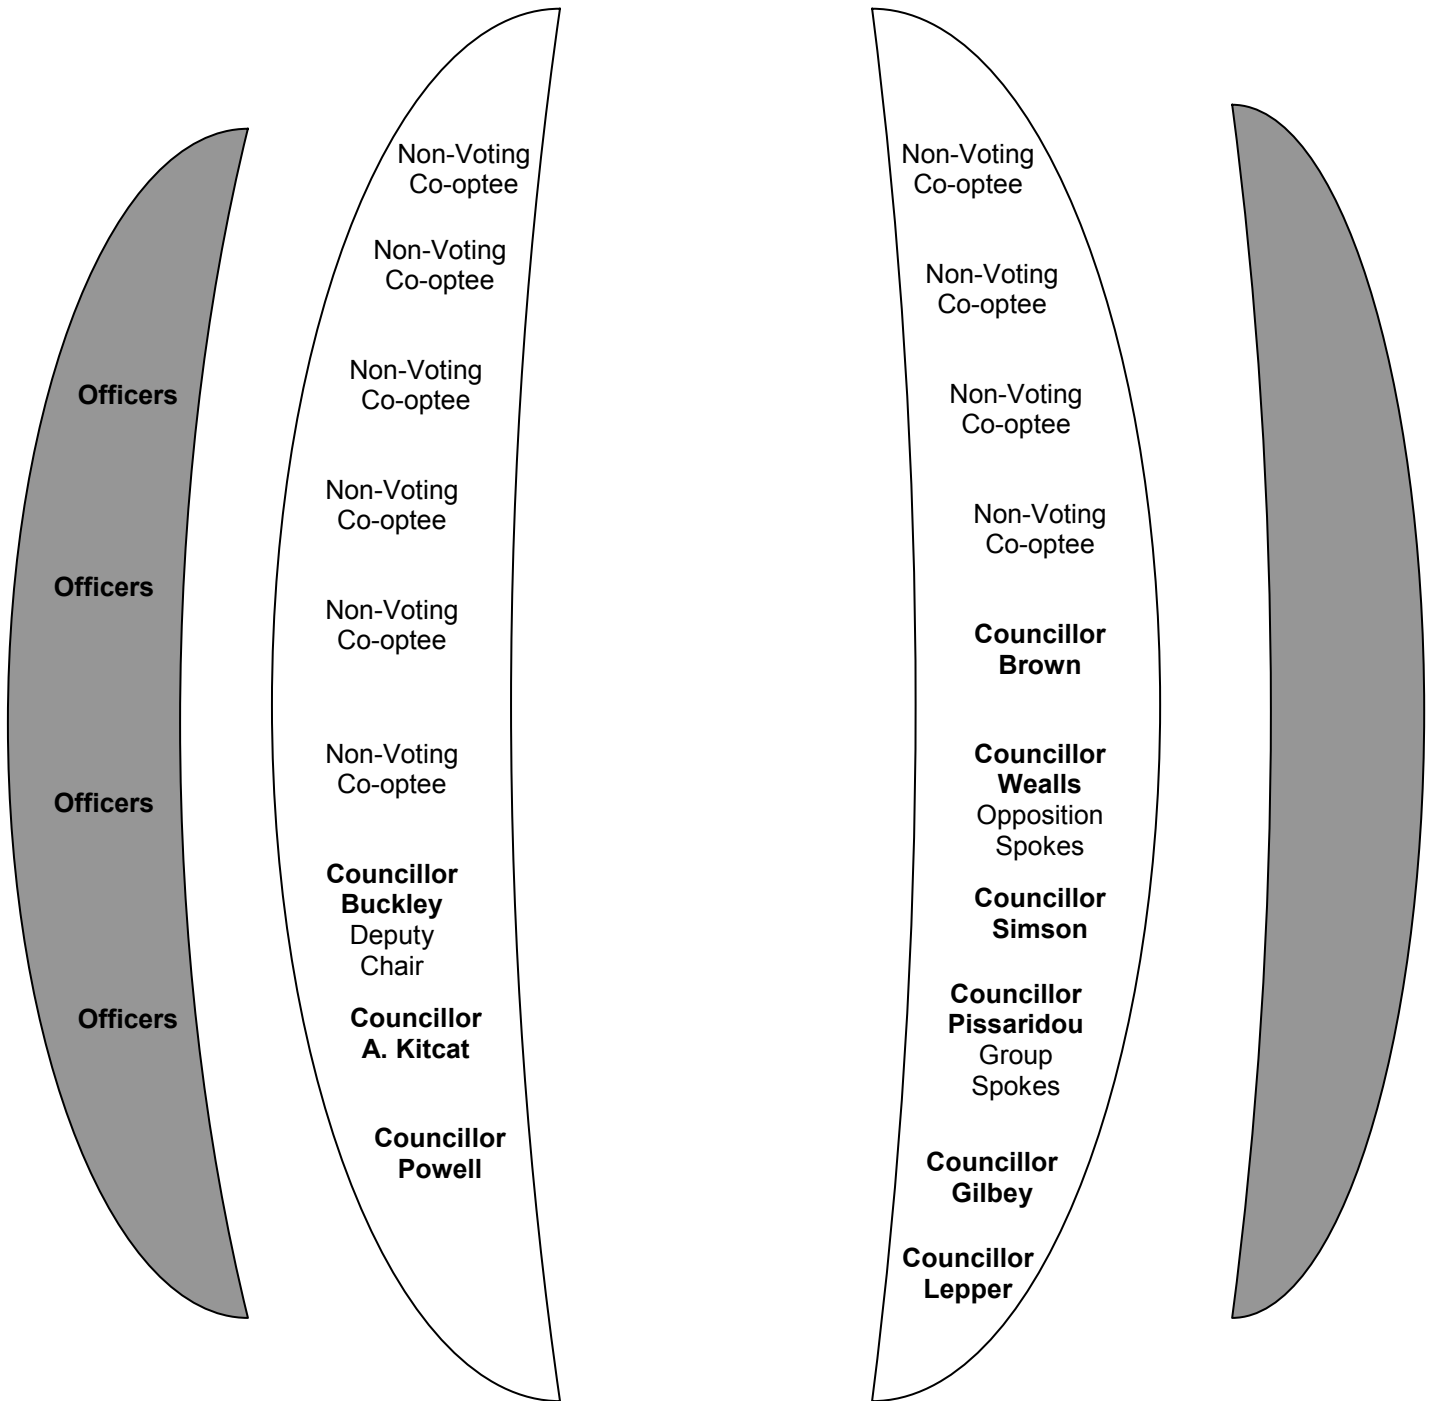 Officers
Officers
Officers
Officers
Non-Voting
Co-optee
Non-Voting
Co-optee
Non-Voting
Co-optee
Non-Voting
Co-optee
Non-Voting
Co-optee
Non-Voting
Co-optee
Councillor
Buckley
Deputy
Chair
Councillor
A. Kitcat
Councillor
Powell
Non-Voting
Co-optee
Non-Voting
Co-optee
Non-Voting
Co-optee
Non-Voting
Co-optee
Councillor
Brown
Councillor
Wealls
Opposition
Spokes
Councillor
Simson
Councillor
Pissaridou
Group
Spokes
Councillor
Gilbey
Councillor
Lepper